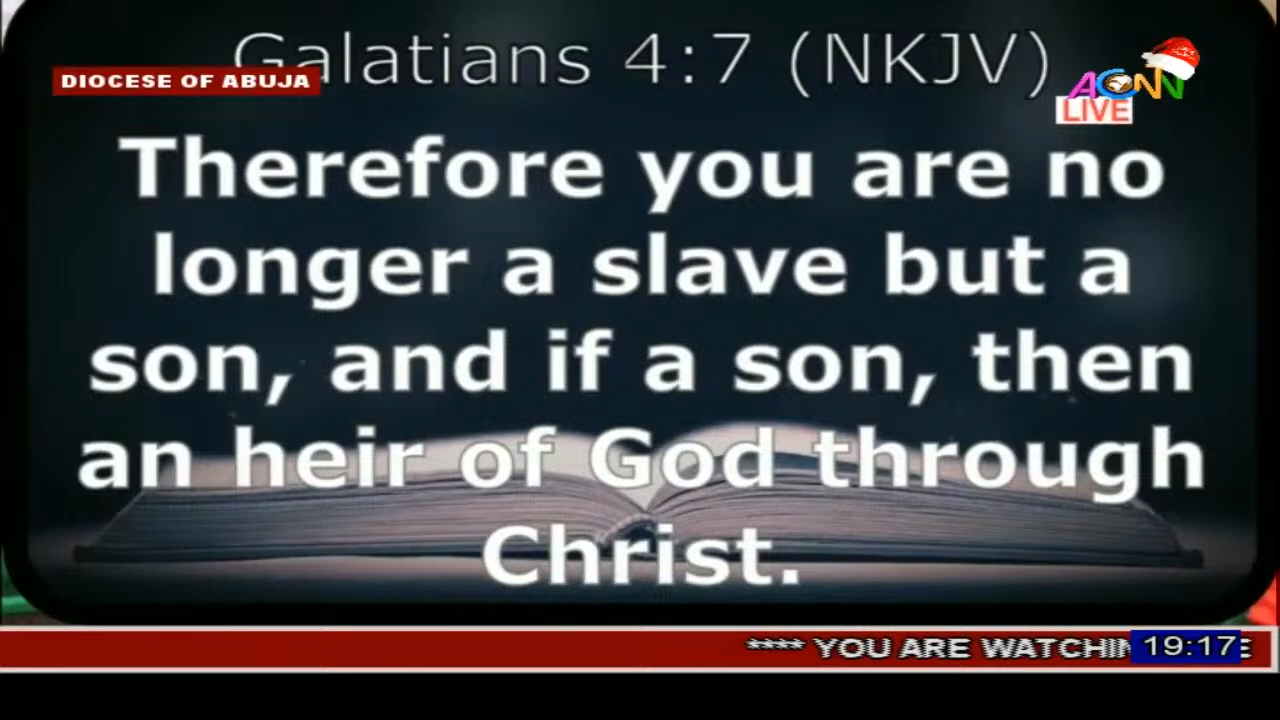 Galatians 4:7 (NKJV)
DIOCESE OF ABUJA
ACNN
LIVE
Therefore you are no
longer a slave but a
son, and if a son, then
an heir of God through
Christ.
**** YOU ARE WATCHIN
19:17